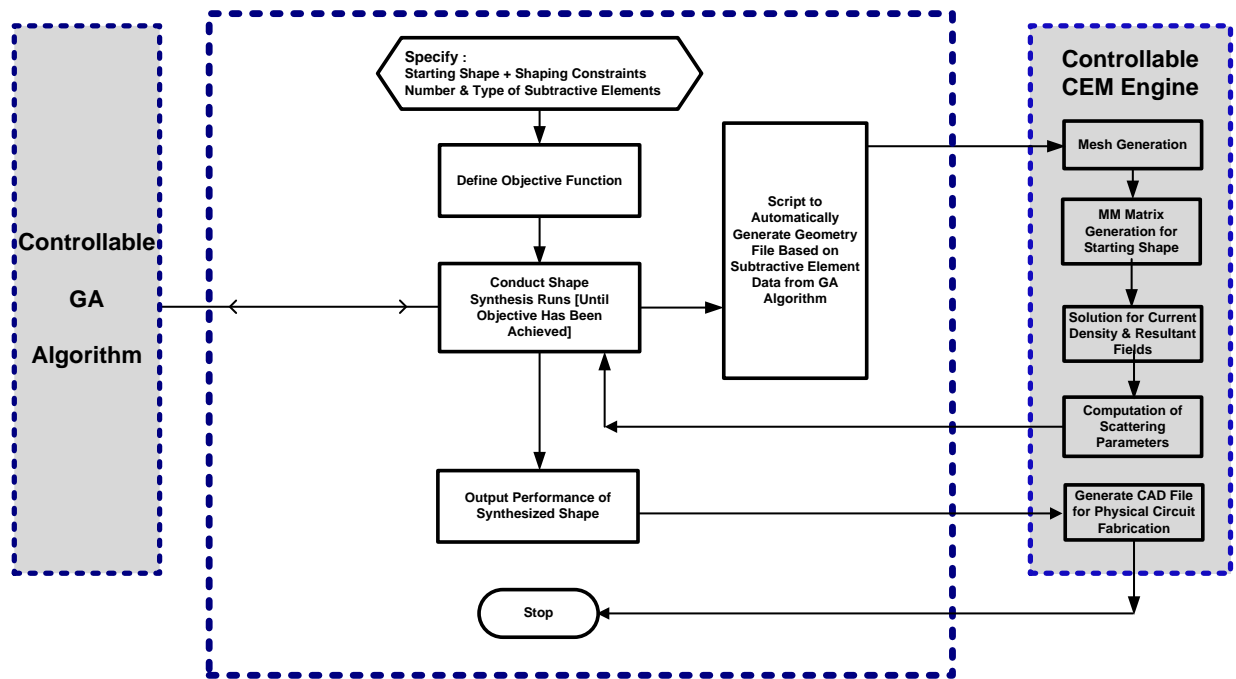 Controllable
GA
Algorithm
Specify :
Starting Shape + Shaping Constraints
Number & Type of Subtractive Elements
Define Objective Function
Conduct Shape
Synthesis Runs [Until
Objective Has Been
Achieved]
Output Performance of
Synthesized Shape
Stop
Script to
Automatically
Generate Geometry
File Based on
Subtractive Element
Data from GA
Algorithm
Controllable
CEM Engine
Mesh Generation
MM Matrix
Generation for
Starting Shape
Solution for Current
Density & Resultant
Fields
Computation of
Scattering
Parameters
Generate CAD File
for Physical Circuit
Fabrication